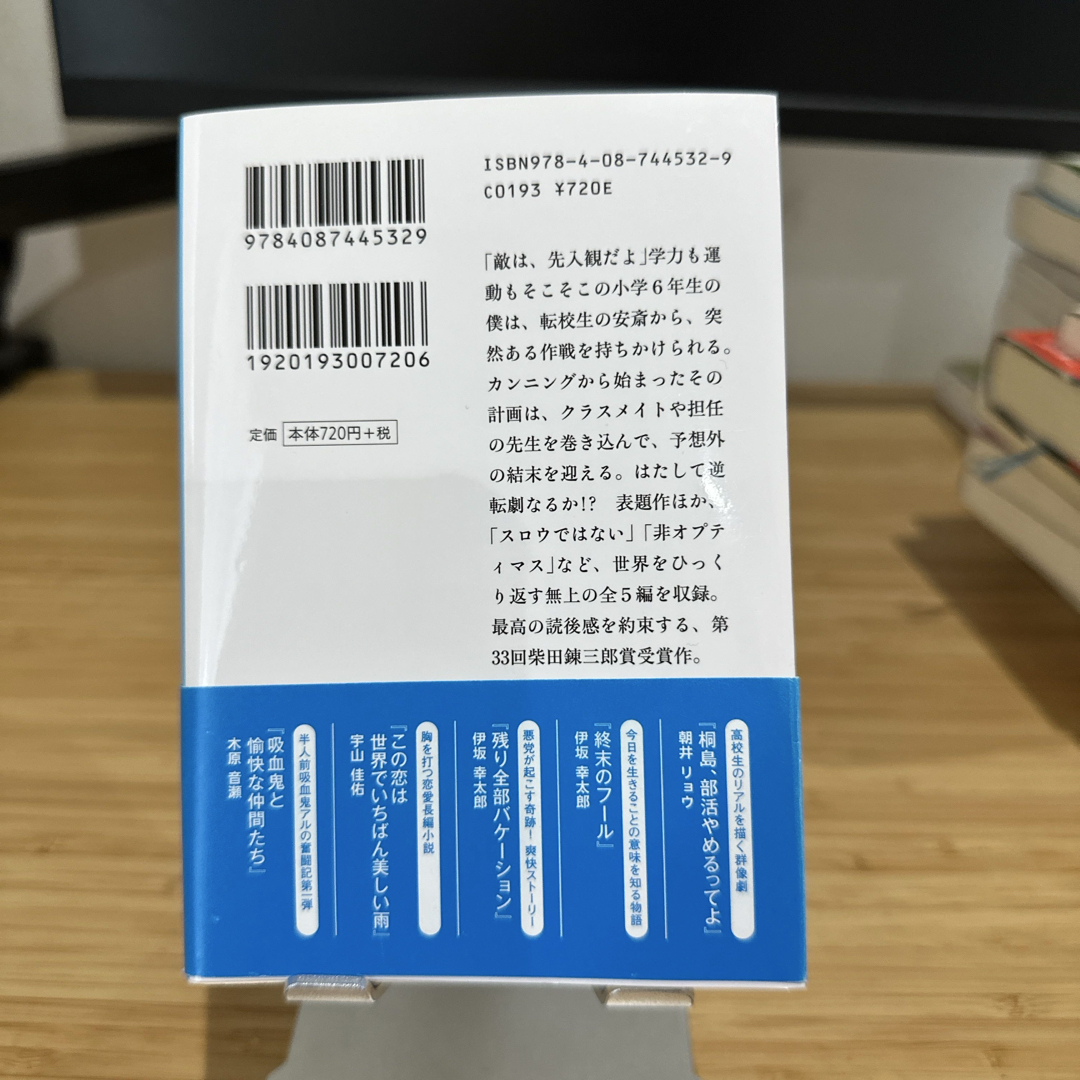 ISBN978-4-08-744532-9
C0193 ¥720E
9784087445329
1920193007206
定価 本体720円+税
「敵は、先入観だよ」学力も運
動もそこそこの小学6年生の
僕は、転校生の安斎から、突
然ある作戦を持ちかけられる。
カンニングから始まったその
計画は、クラスメイトや担任
の先生を巻き込んで、予想外
の結末を迎える。はたして逆
転劇なるか!? 表題作ほか、
「スロウではない」「非オプテ
ィマス」など、世界をひっく
り返す無上の全5編を収録。
最高の読後感を約束する、第
33回柴田錬三郎賞受賞作。
高校生のリアルを描く群像劇
『桐島、部活やめるってよ』
朝井 リョウ
今日を生きることの意味を知る物語
『終末のフール』
伊坂 幸太郎
悪党が起こす奇跡!爽快ストーリー
『残り全部バケーション』
伊坂 幸太郎
胸を打つ恋愛長編小説
『この恋は
世界でいちばん美しい雨』
宇山 佳佑
半人前吸血鬼アルの奮闘記第一弾
『吸血鬼と
愉快な仲間たち』
木原 音瀬